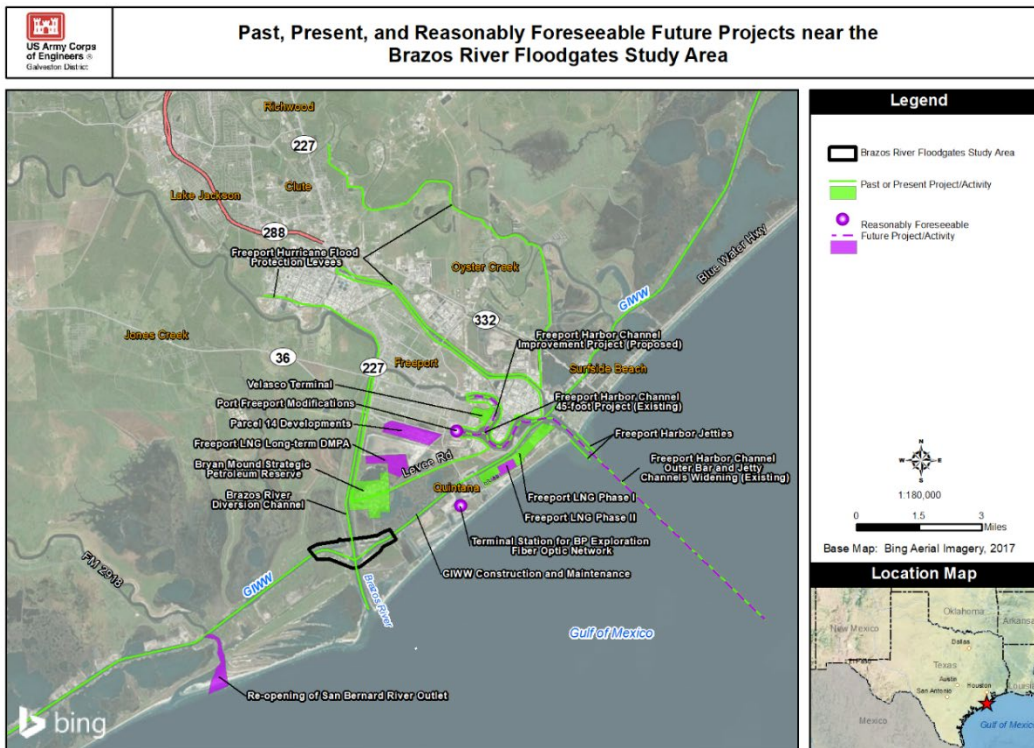 US Army Corps
of Engineers ®
Galveston District
Past, Present, and Reasonably Foreseeable Future Projects near the
Brazos River Floodgates Study Area
Richwood
227
Clute
Lake Jackson
288
Freeport Hurricane Flood
Protection Levees
Oyster Creek
Blue Water Hwy
GIWW
Jones Creek
332
36
227
Freeport
Freeport Harbor Channel
Improvement Project (Proposed)
Surfside Beach
Velasco Terminal
Port Freeport Modifications
Freeport Harbor Channel
45-foot Project (Existing)
Parcel 14 Developments
Freeport LNG Long-term DMPA
Levee Rd
Freeport Harbor Jetties
Bryan Mound Strategic
Petroleum Reserve
Quintana
Freeport Harbor Channel
Outer Bar and Jetty
Channels Widening (Existing)
Brazos River
Diversion Channel
Freeport LNG Phase I
Freeport LNG Phase II
Terminal Station for BP Exploration
Fiber Optic Network
GIWW Construction and Maintenance
FM 2918
GIWW
Brazos River
Gulf of Mexico
Re-opening of San Bernard River Outlet
bing
Legend
Brazos River Floodgates Study Area
Past or Present Project/Activity
Reasonably Foreseeable
Future Project/Activity
N
W
E
S
1:180,000
0 1.5 3
Miles
Base Map: Bing Aerial Imagery, 2017
Location Map
New Mexico
Oklahoma
Arkansas
Dallas
El Paso
Texas
Austin
Houston
San Antonio
Louisiana
Mexico
Gulf of Mexico